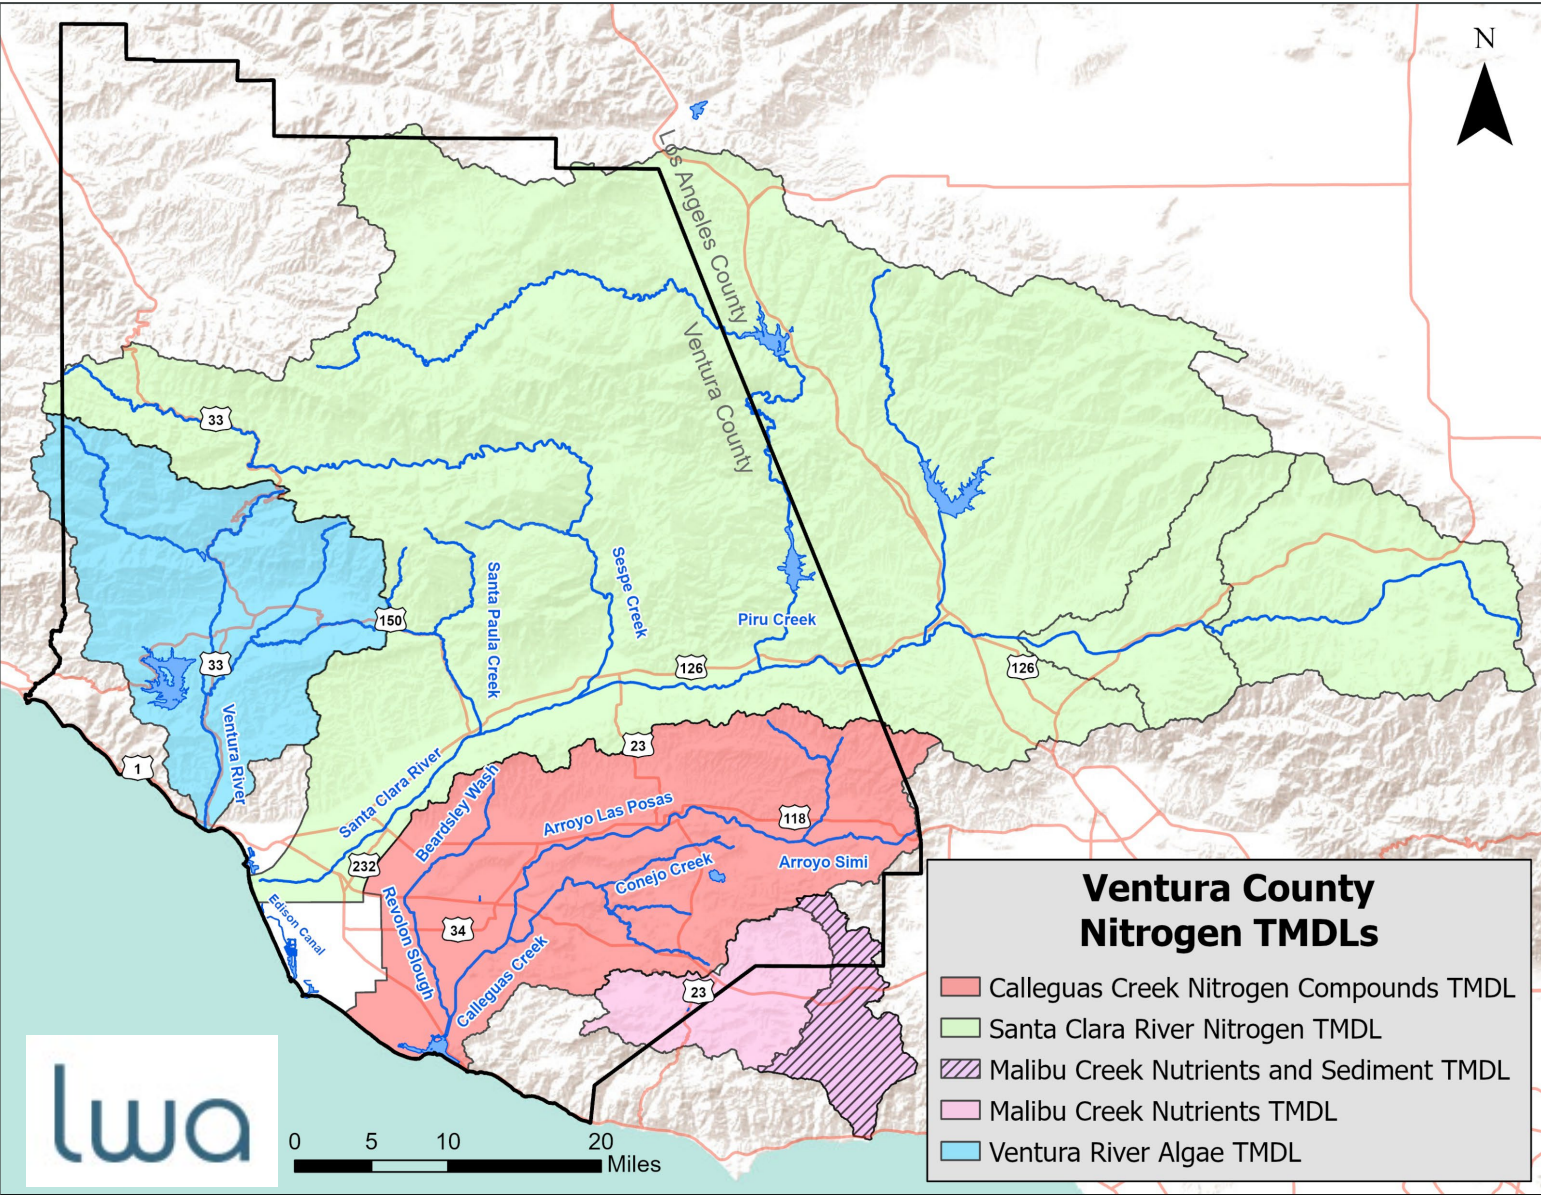 N
Los Angeles County
Ventura County
33
150
Santa Paula Creek
Sespe Creek
Piru Creek
126
126
33
Ventura River
1
23
Santa Clara River
Beardsley Wash
Arroyo Las Posas
118
232
Conejo Creek
Arroyo Simi
Revolon Slough
34
Edison Canal
Calleguas Creek
23
Ventura County
Nitrogen TMDLs
Calleguas Creek Nitrogen Compounds TMDL
Santa Clara River Nitrogen TMDL
Malibu Creek Nutrients and Sediment TMDL
Malibu Creek Nutrients TMDL
Ventura River Algae TMDL
lwa
0 5 10 20
Miles